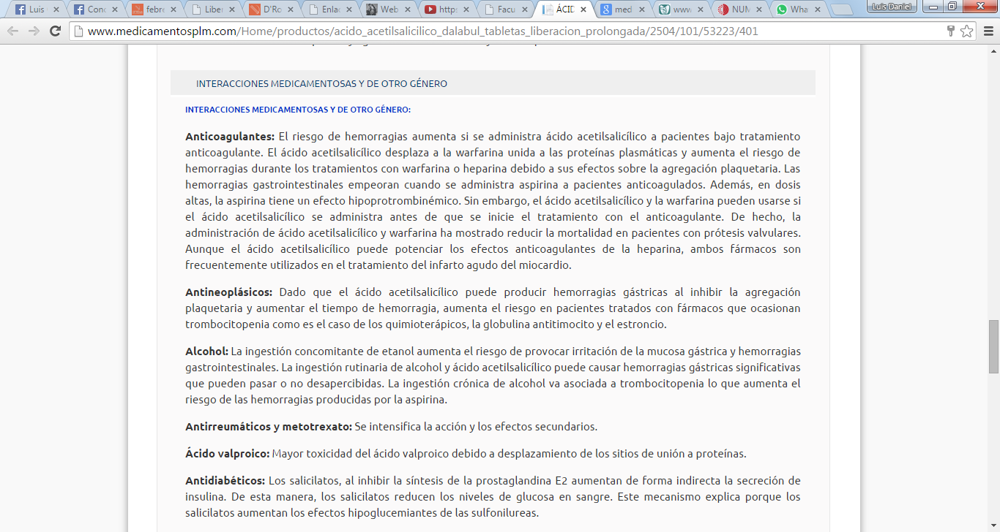 Luis
Conc
febre
Liber
D'Ro
Enlac
Web
https
Facu
ÁCID
med
www
NUM
Wha
Luis Daniel
www.medicamentosplm.com/Home/productos/acido_acetilsalicilico_dalabul_tabletas_liberacion_prolongada/2504/101/53223/401
INTERACCIONES MEDICAMENTOSAS Y DE OTRO GÉNERO
INTERACCIONES MEDICAMENTOSAS Y DE OTRO GÉNERO:
Anticoagulantes: El riesgo de hemorragias aumenta si se administra ácido acetilsalicílico a pacientes bajo tratamiento
anticoagulante. El ácido acetilsalicílico desplaza a la warfarina unida a las proteínas plasmáticas y aumenta el riesgo de
hemorragias durante los tratamientos con warfarina o heparina debido a sus efectos sobre la agregación plaquetaria. Las
hemorragias gastrointestinales empeoran cuando se administra aspirina a pacientes anticoagulados. Además, en dosis
altas, la aspirina tiene un efecto hipoprotrombinémico. Sin embargo, el ácido acetilsalicílico y la warfarina pueden usarse si
el ácido acetilsalicílico se administra antes de que se inicie el tratamiento con el anticoagulante. De hecho, la
administración de ácido acetilsalicílico y warfarina ha mostrado reducir la mortalidad en pacientes con prótesis valvulares.
Aunque el ácido acetilsalicílico puede potenciar los efectos anticoagulantes de la heparina, ambos fármacos son
frecuentemente utilizados en el tratamiento del infarto agudo del miocardio.
Antineoplásicos: Dado que el ácido acetilsalicílico puede producir hemorragias gástricas al inhibir la agregación
plaquetaria y aumentar el tiempo de hemorragia, aumenta el riesgo en pacientes tratados con fármacos que ocasionan
trombocitopenia como es el caso de los quimioterápicos, la globulina antitimocito y el estroncio.
Alcohol: La ingestión concomitante de etanol aumenta el riesgo de provocar irritación de la mucosa gástrica y hemorragias
gastrointestinales. La ingestión rutinaria de alcohol y ácido acetilsalicílico puede causar hemorragias gástricas significativas
que pueden pasar o no desapercibidas. La ingestión crónica de alcohol va asociada a trombocitopenia lo que aumenta el
riesgo de las hemorragias producidas por la aspirina.
Antirreumáticos y metotrexato: Se intensifica la acción y los efectos secundarios.
Ácido valproico: Mayor toxicidad del ácido valproico debido a desplazamiento de los sitios de unión a proteínas.
Antidiabéticos: Los salicilatos, al inhibir la síntesis de la prostaglandina E2 aumentan de forma indirecta la secreción de
insulina. De esta manera, los salicilatos reducen los niveles de glucosa en sangre. Este mecanismo explica porque los
salicilatos aumentan los efectos hipoglucemiantes de las sulfonilureas.